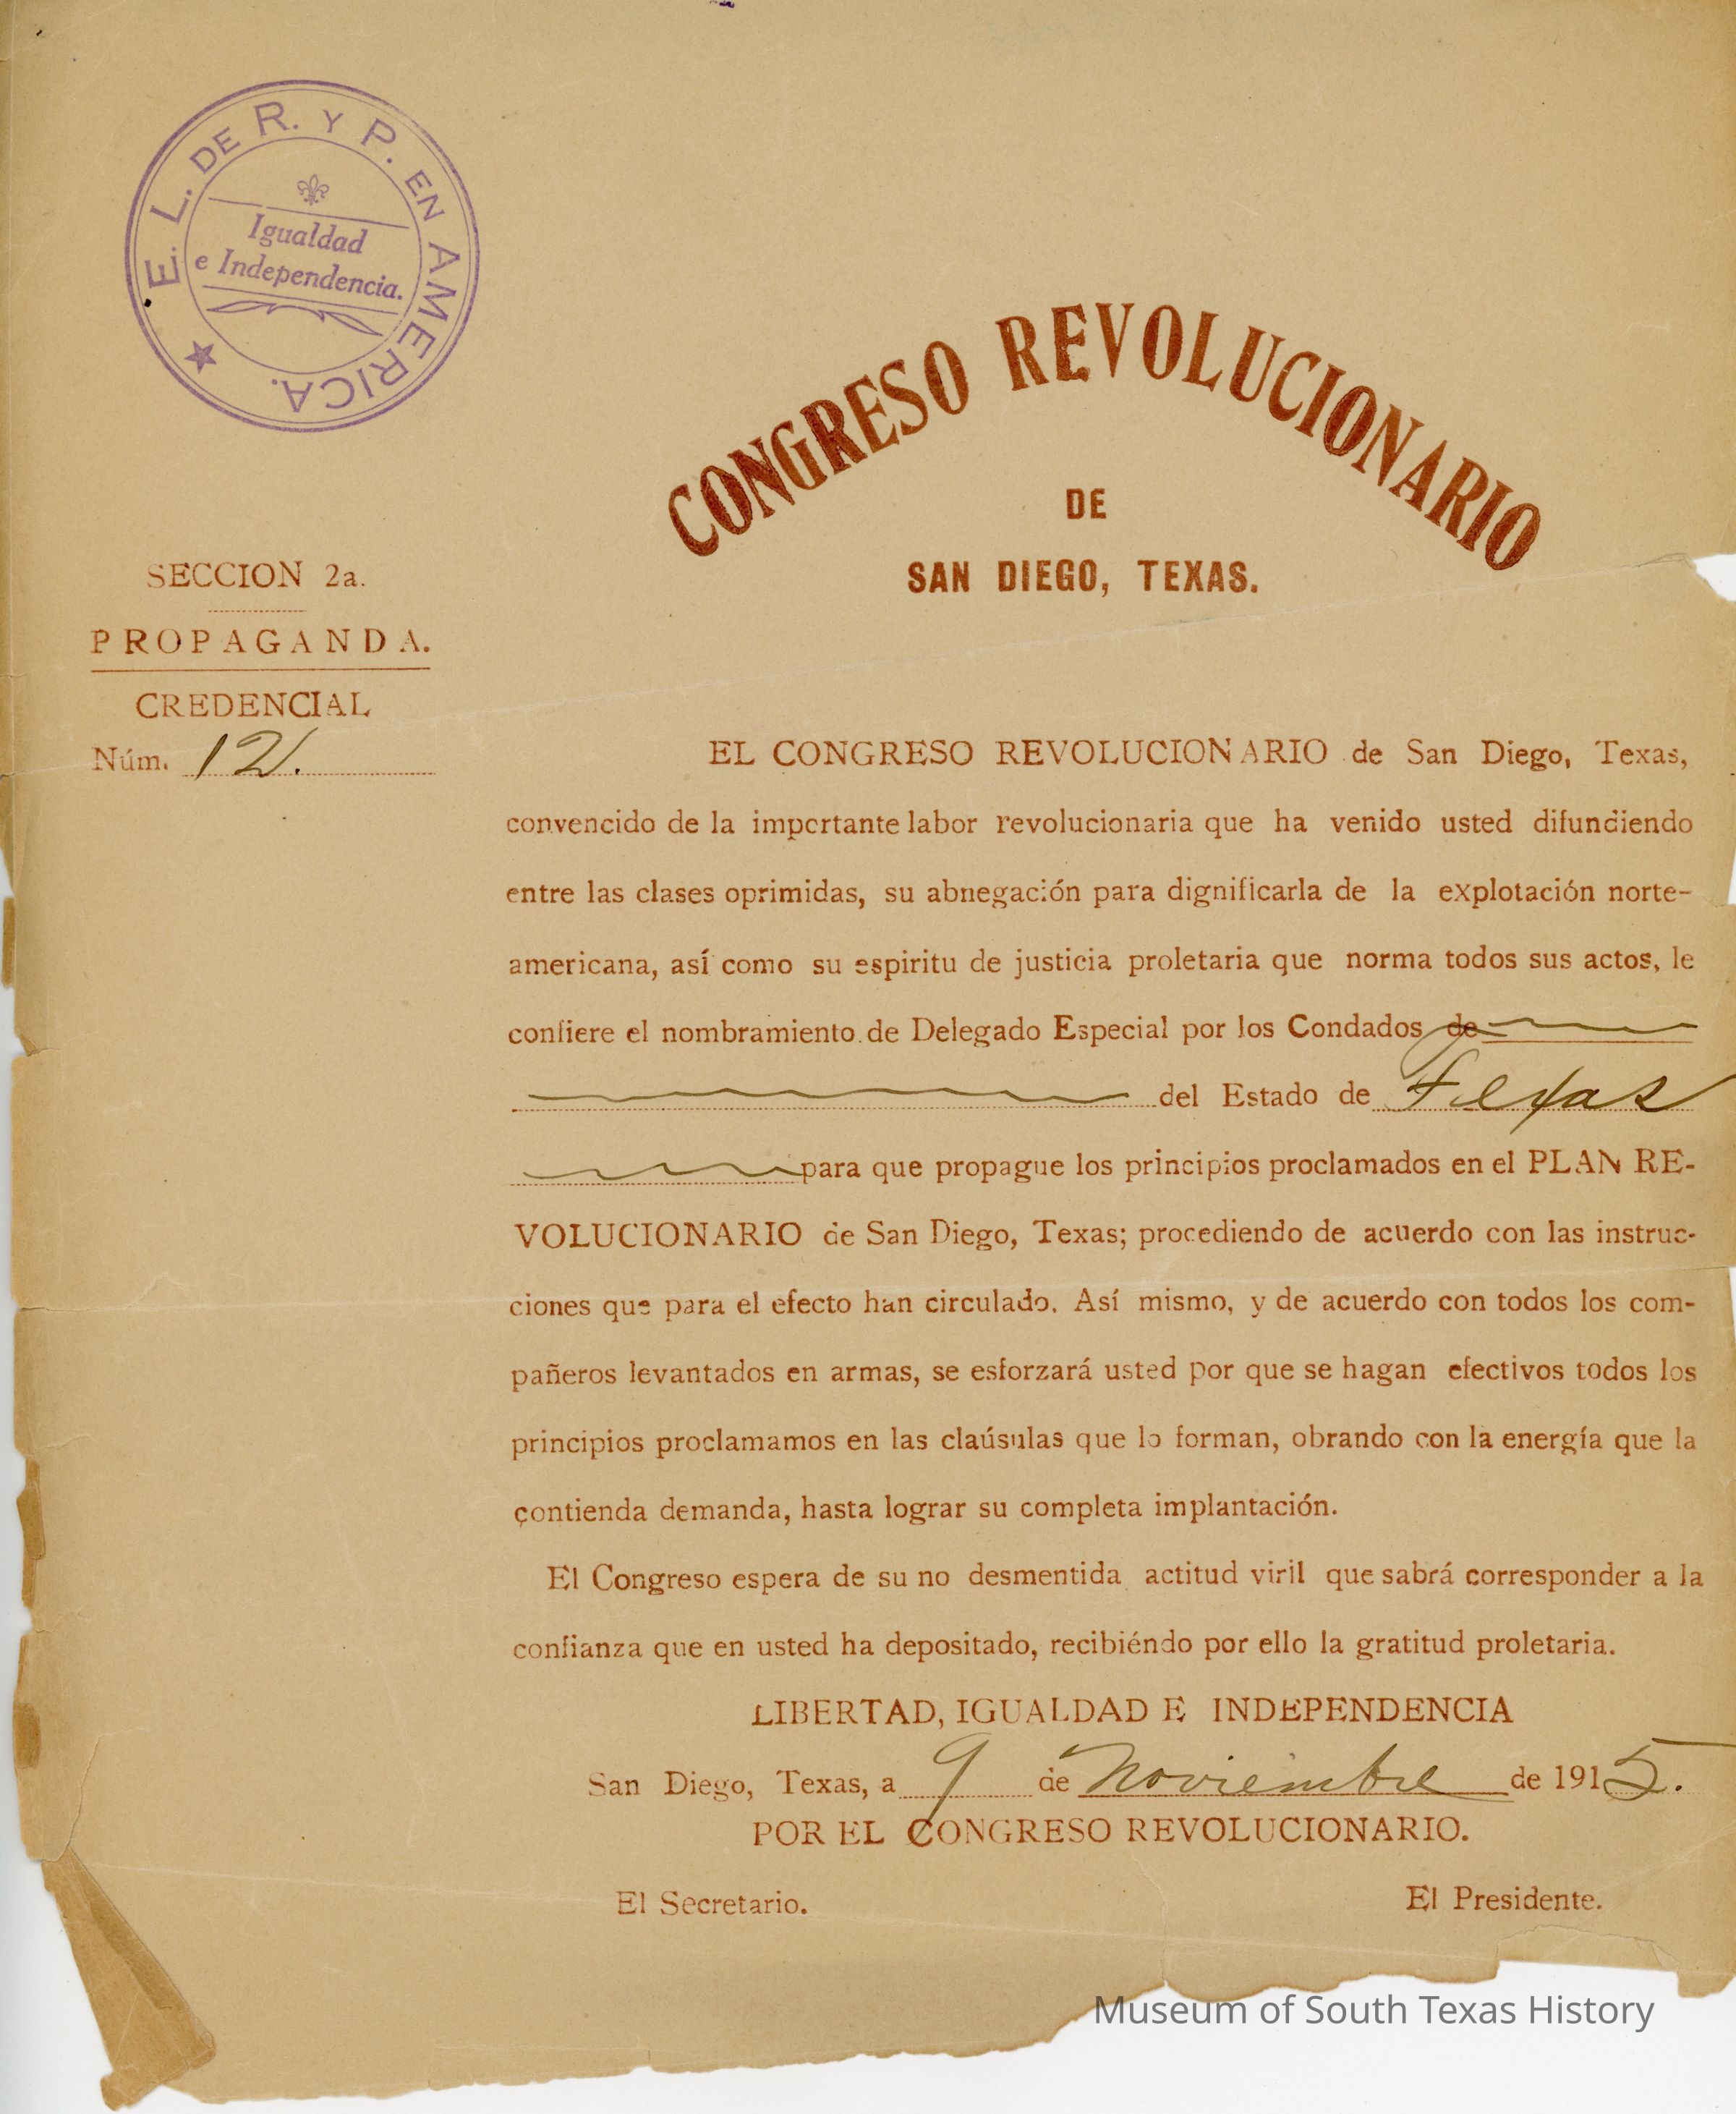 E. L. DE R. Y P. EN AMERICA.
Igualdad
e Independencia.
CONGRESO REVOLUCIONARIO
DE
SAN DIEGO, TEXAS.
SECCION 2a.
PROPAGANDA.
CREDENCIAL
Núm. 12.
EL CONGRESO REVOLUCIONARIO de San Diego, Texas,
convencido de la importante labor revolucionaria que ha venido usted difundiendo
entre las clases oprimidas, su abnegación para dignificarla de la explotación norte-
americana, así como su espiritu de justicia proletaria que norma todos sus actos, le
confiere el nombramiento de Delegado Especial por los Condados de
del Estado de Texas
para que propague los principios proclamados en el PLAN RE-
VOLUCIONARIO de San Diego, Texas; procediendo de acuerdo con las instruc-
ciones que para el efecto han circulado. Así mismo, y de acuerdo con todos los com-
pañeros levantados en armas, se esforzará usted por que se hagan efectivos todos los
principios proclamamos en las claúsulas que lo forman, obrando con la energía que la
contienda demanda, hasta lograr su completa implantación.
El Congreso espera de su no desmentida actitud viril que sabrá corresponder a la
confianza que en usted ha depositado, recibiéndo por ello la gratitud proletaria.
LIBERTAD, IGUALDAD E INDEPENDENCIA
San Diego, Texas, a 9 de Noviembre de 1915.
POR EL CONGRESO REVOLUCIONARIO.
El Secretario. El Presidente.
Museum of South Texas History